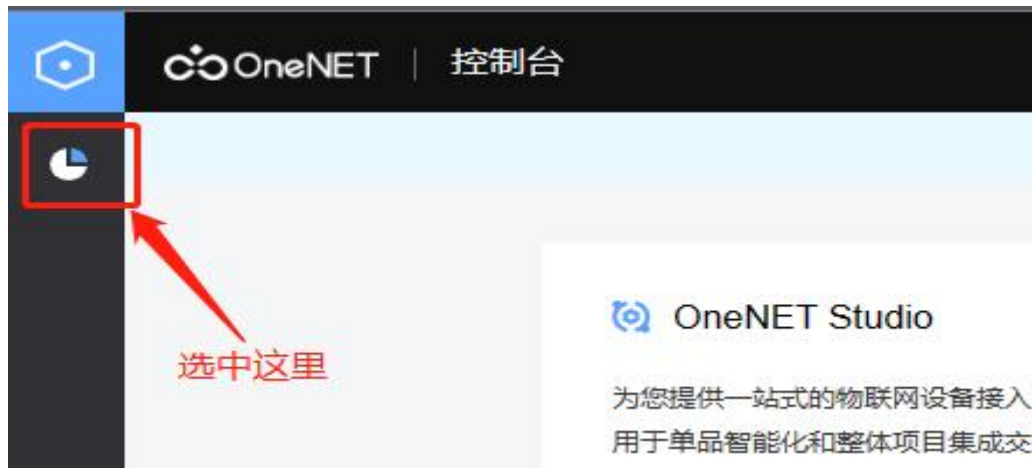 OneNET | 控制台
OneNET Studio
选中这里
为您提供一站式的物联网设备接入
用于单品智能化和整体项目集成交